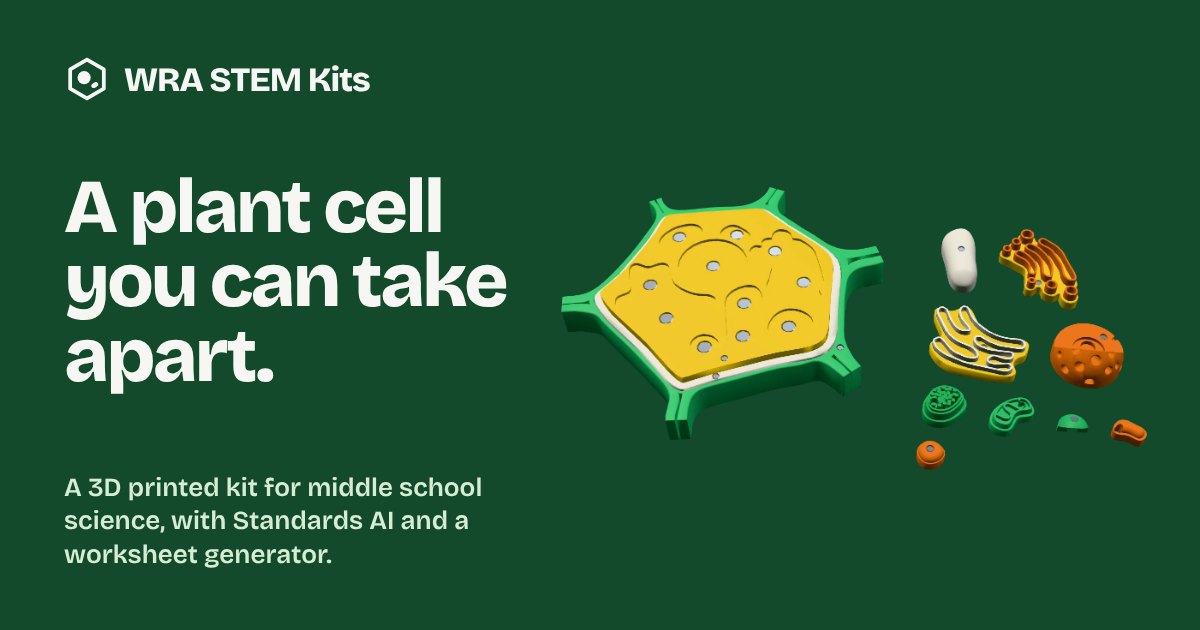 WRA STEM Kits
A plant cell
you can take
apart.
A 3D printed kit for middle school
science, with Standards AI and a
worksheet generator.